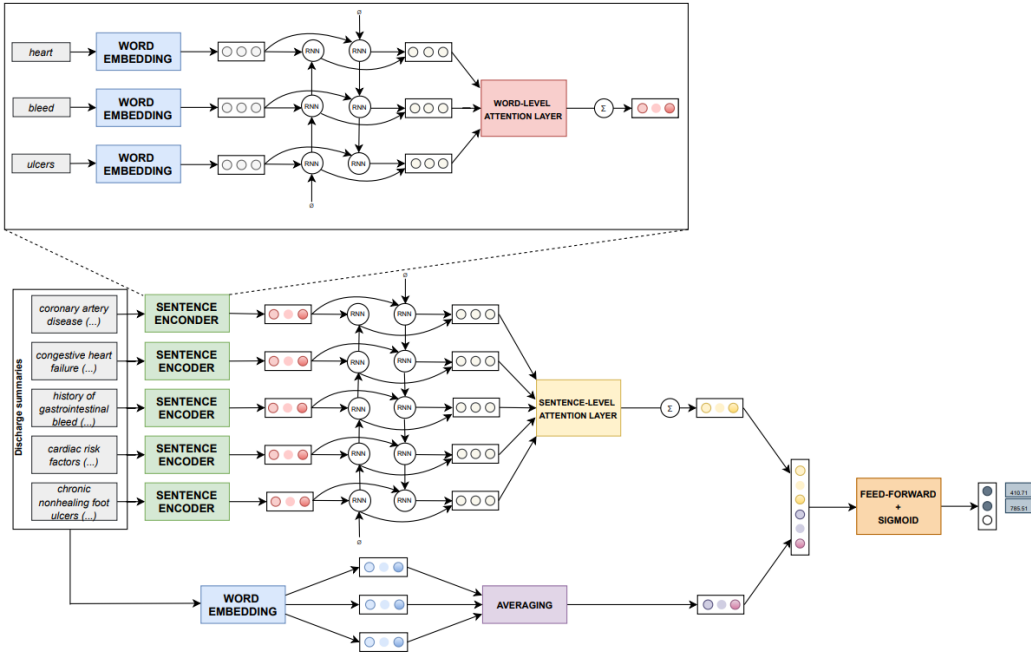 ø
heart
WORD
EMBEDDING
RNN
RNN
bleed
WORD
EMBEDDING
RNN
RNN
WORD-LEVEL
ATTENTION LAYER
Σ
ulcers
WORD
EMBEDDING
RNN
RNN
ø
Discharge summaries
ø
coronary artery
disease (...)
SENTENCE
ENCONDER
RNN
RNN
congestive heart
failure (...)
SENTENCE
ENCODER
RNN
RNN
history of
gastrointestinal
bleed (...)
SENTENCE
ENCODER
RNN
RNN
SENTENCE-LEVEL
ATTENTION LAYER
Σ
cardiac risk
factors (...)
SENTENCE
ENCODER
RNN
RNN
chronic
nonhealing foot
ulcers (...)
SENTENCE
ENCODER
RNN
RNN
ø
FEED-FORWARD
+
SIGMOID
410.71
785.51
WORD
EMBEDDING
AVERAGING